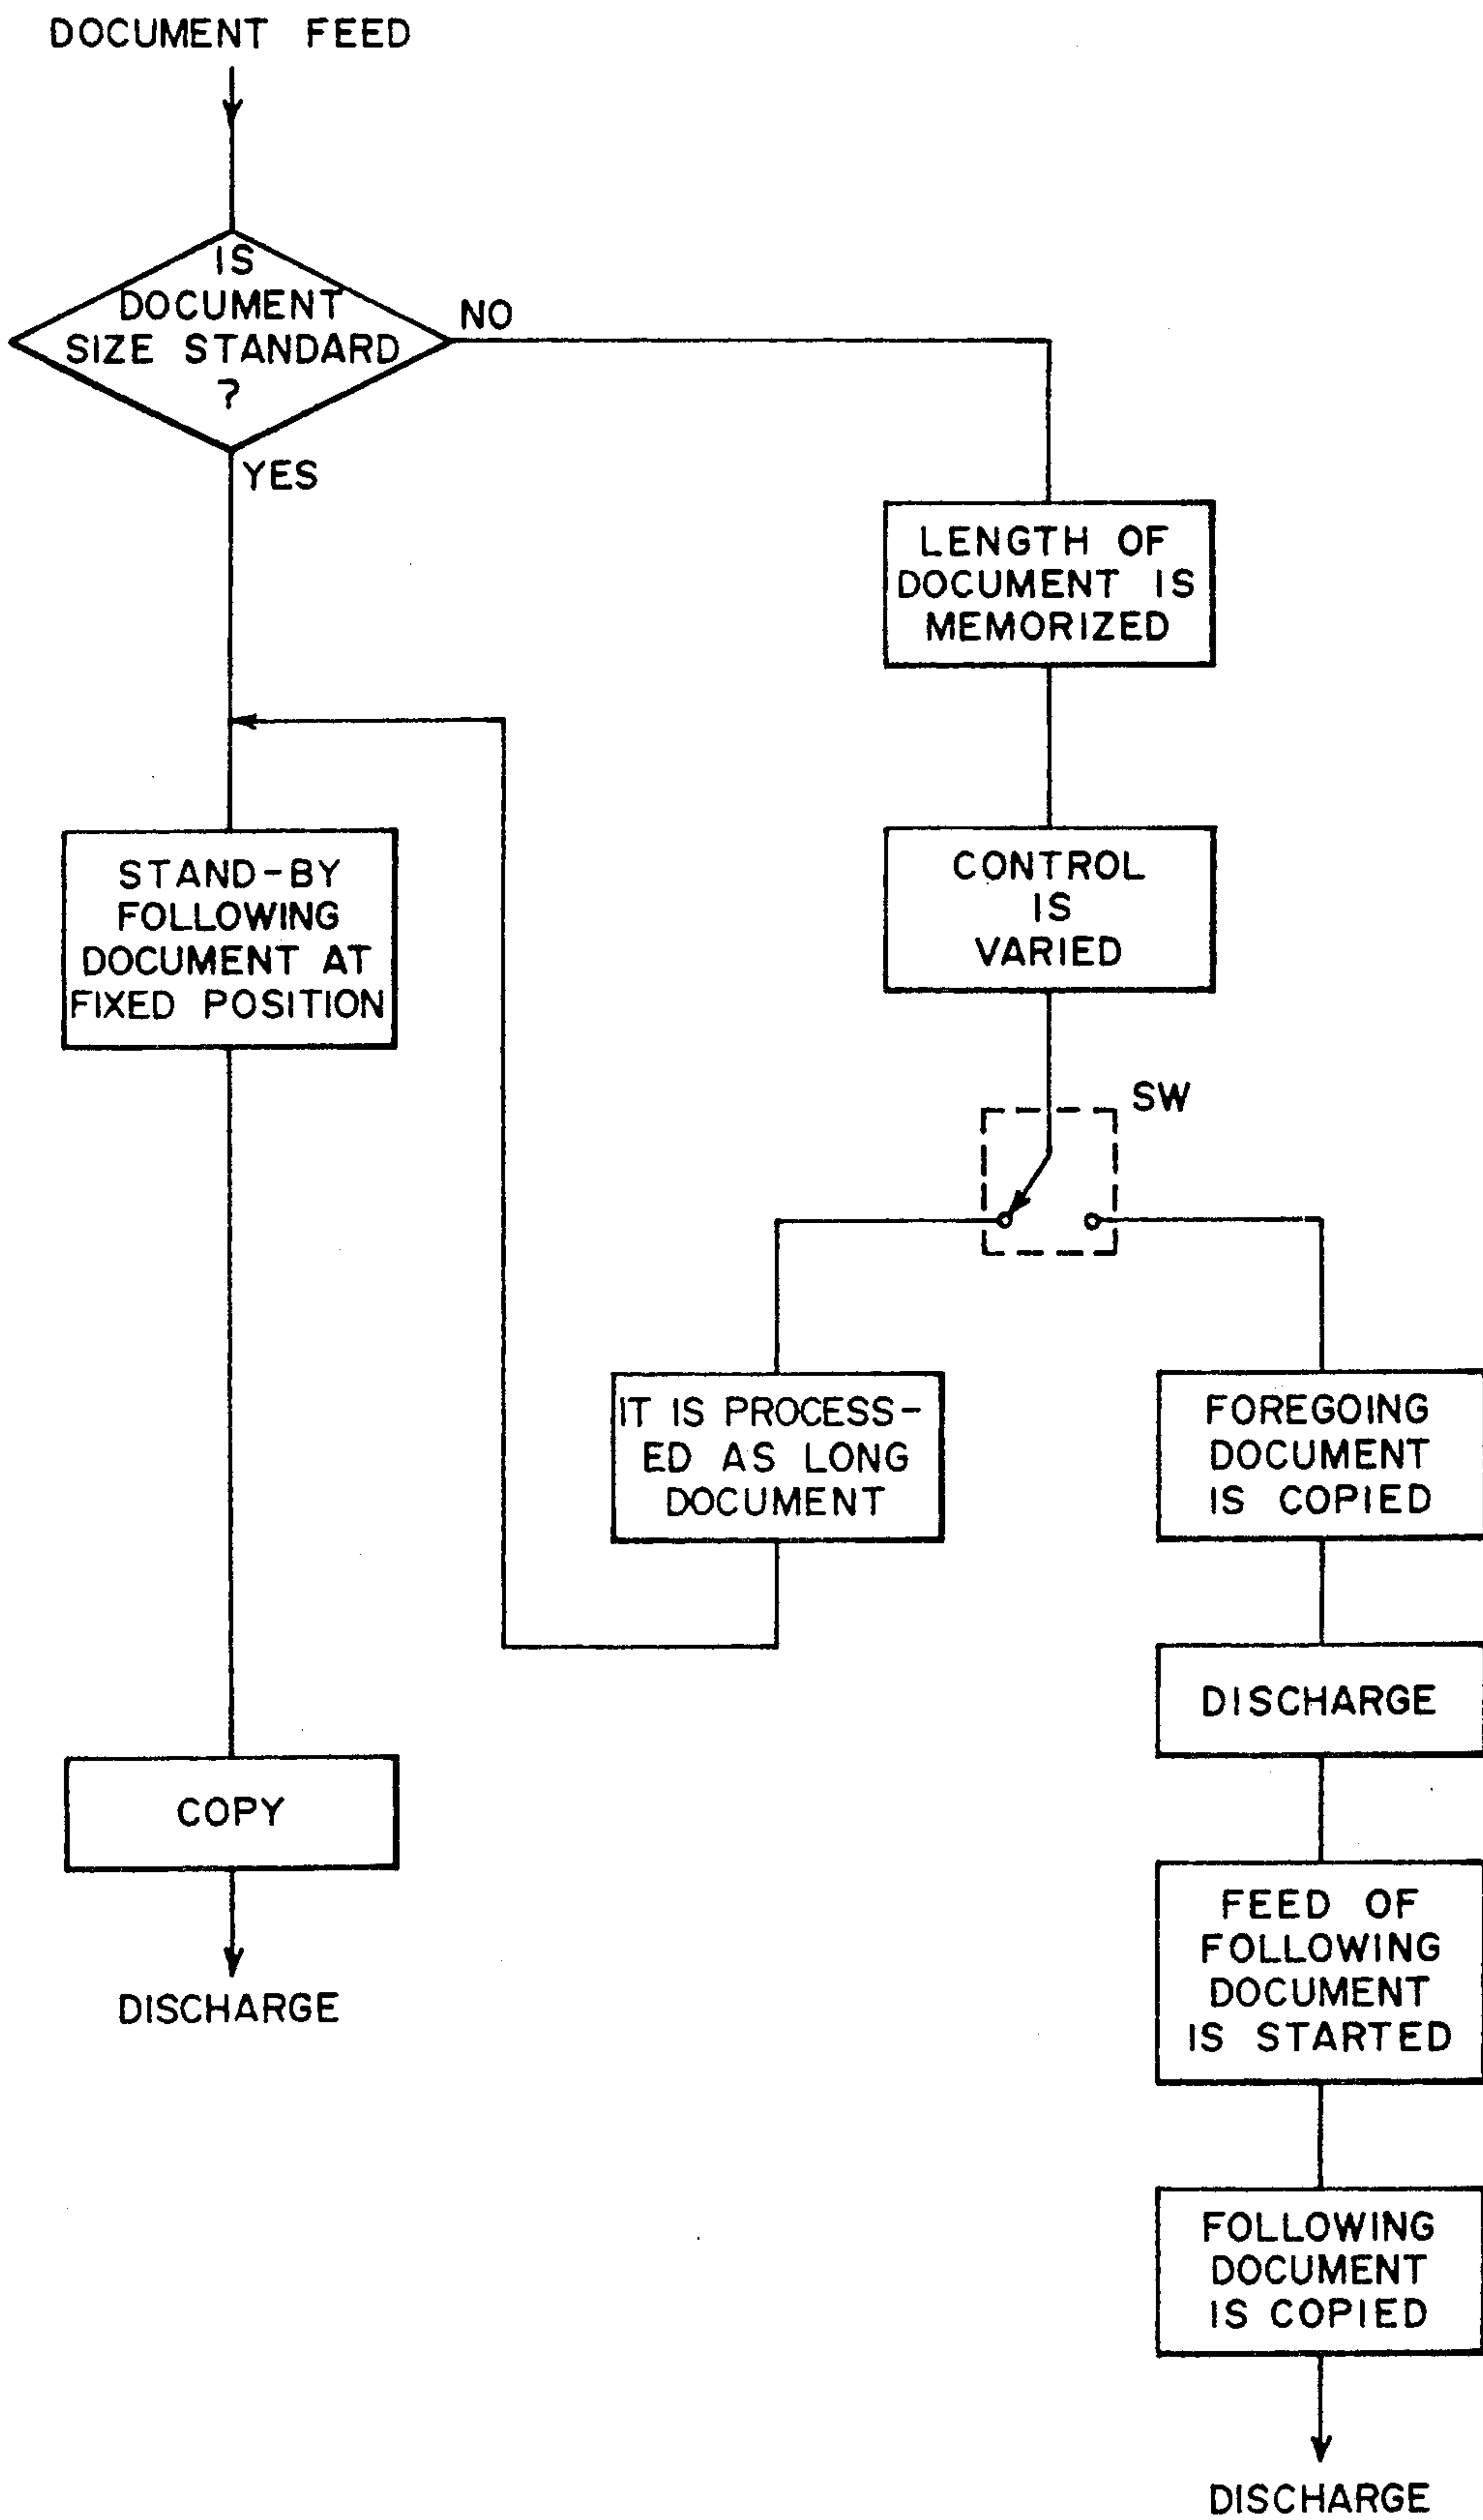 DOCUMENT FEED
IS
DOCUMENT
SIZE STANDARD
?
NO
YES
LENGTH OF
DOCUMENT IS
MEMORIZED
STAND-BY
FOLLOWING
DOCUMENT AT
FIXED POSITION
CONTROL
IS
VARIED
SW
IT IS PROCESS-
ED AS LONG
DOCUMENT
FOREGOING
DOCUMENT
IS COPIED
DISCHARGE
COPY
DISCHARGE
FEED OF
FOLLOWING
DOCUMENT
IS STARTED
FOLLOWING
DOCUMENT
IS COPIED
DISCHARGE